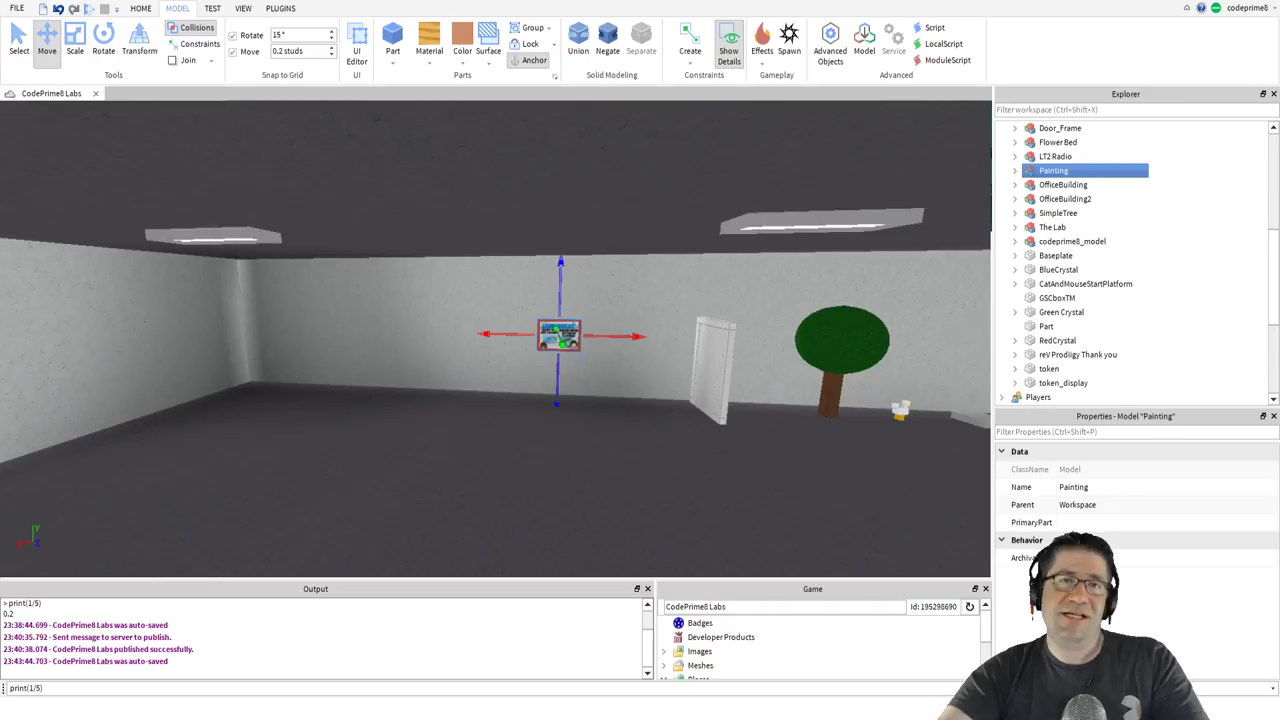 FILE HOME MODEL TEST VIEW PLUGINS codeprime8
Select Move Scale Rotate Transform
Collisions
Constraints
Join
Tools
Rotate 15°
Move 0.2 studs
Snap to Grid
UI
Editor
UI
Part Material Color Surface
Group
Lock
Anchor
Parts
Union Negate Separate
Solid Modeling
Create Show
Details
Constraints
Effects Spawn
Gameplay
Advanced
Objects
Model Service
Script
LocalScript
ModuleScript
Advanced
CodePrime8 Labs
Explorer
Filter workspace (Ctrl+Shift+X)
Door_Frame
Flower Bed
LT2 Radio
Painting
OfficeBuilding
OfficeBuilding2
SimpleTree
The Lab
codeprime8_model
Baseplate
BlueCrystal
CatAndMouseStartPlatform
GSCboxTM
Green Crystal
Part
RedCrystal
reV Prodiigy Thank you
token
token_display
Players
Properties - Model "Painting"
Filter Properties (Ctrl+Shift+P)
Data
ClassName Model
Name Painting
Parent Workspace
PrimaryPart
Behavior
Y
Output
> print(1/5)
0.2
23:38:44.699 - CodePrime8 Labs was auto-saved
23:40:35.792 - Sent message to server to publish.
23:40:38.074 - CodePrime8 Labs published successfully.
23:43:44.703 - CodePrime8 Labs was auto-saved
print(1/5)
Game
CodePrime8 Labs Id: 195298690
Badges
Developer Products
Images
Meshes